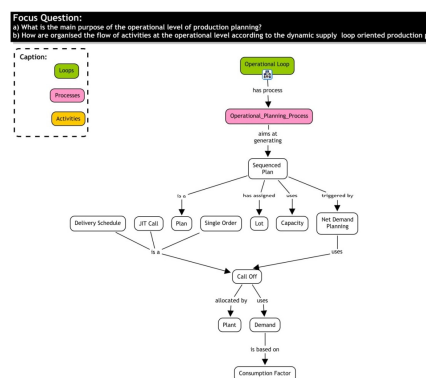 Focus Question:
a) What is the main purpose of the operational level of production planning?
b) How are organised the flow of activities at the operational level according to the dynamic supply loop oriented production
Caption:
Loops
Processes
Activities
Operational Loop
has process
Operational_Planning_Process
aims at
generating
Sequenced
Plan
is a
has assigned
uses
triggered by
Delivery Schedule
JIT Call
Plan
Single Order
Lot
Capacity
Net Demand
Planning
is a
uses
Call Off
allocated by
uses
Plant
Demand
Is based on
Consumption Factor